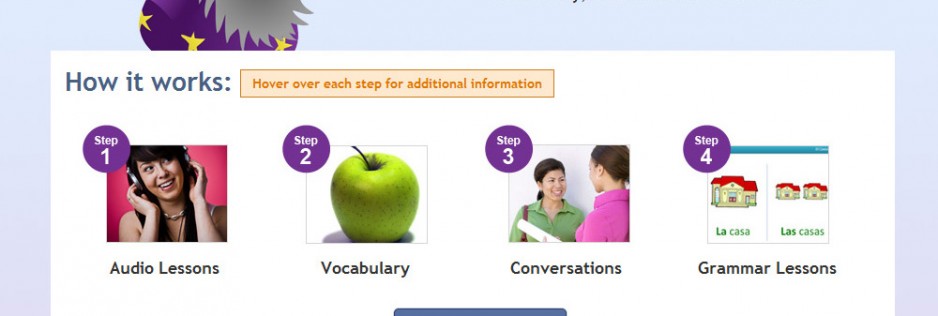 How it works:
Hover over each step for additional information
Step
1
Step
2
Step
3
Step
4
La casa
Las casas
Audio Lessons
Vocabulary
Conversations
Grammar Lessons